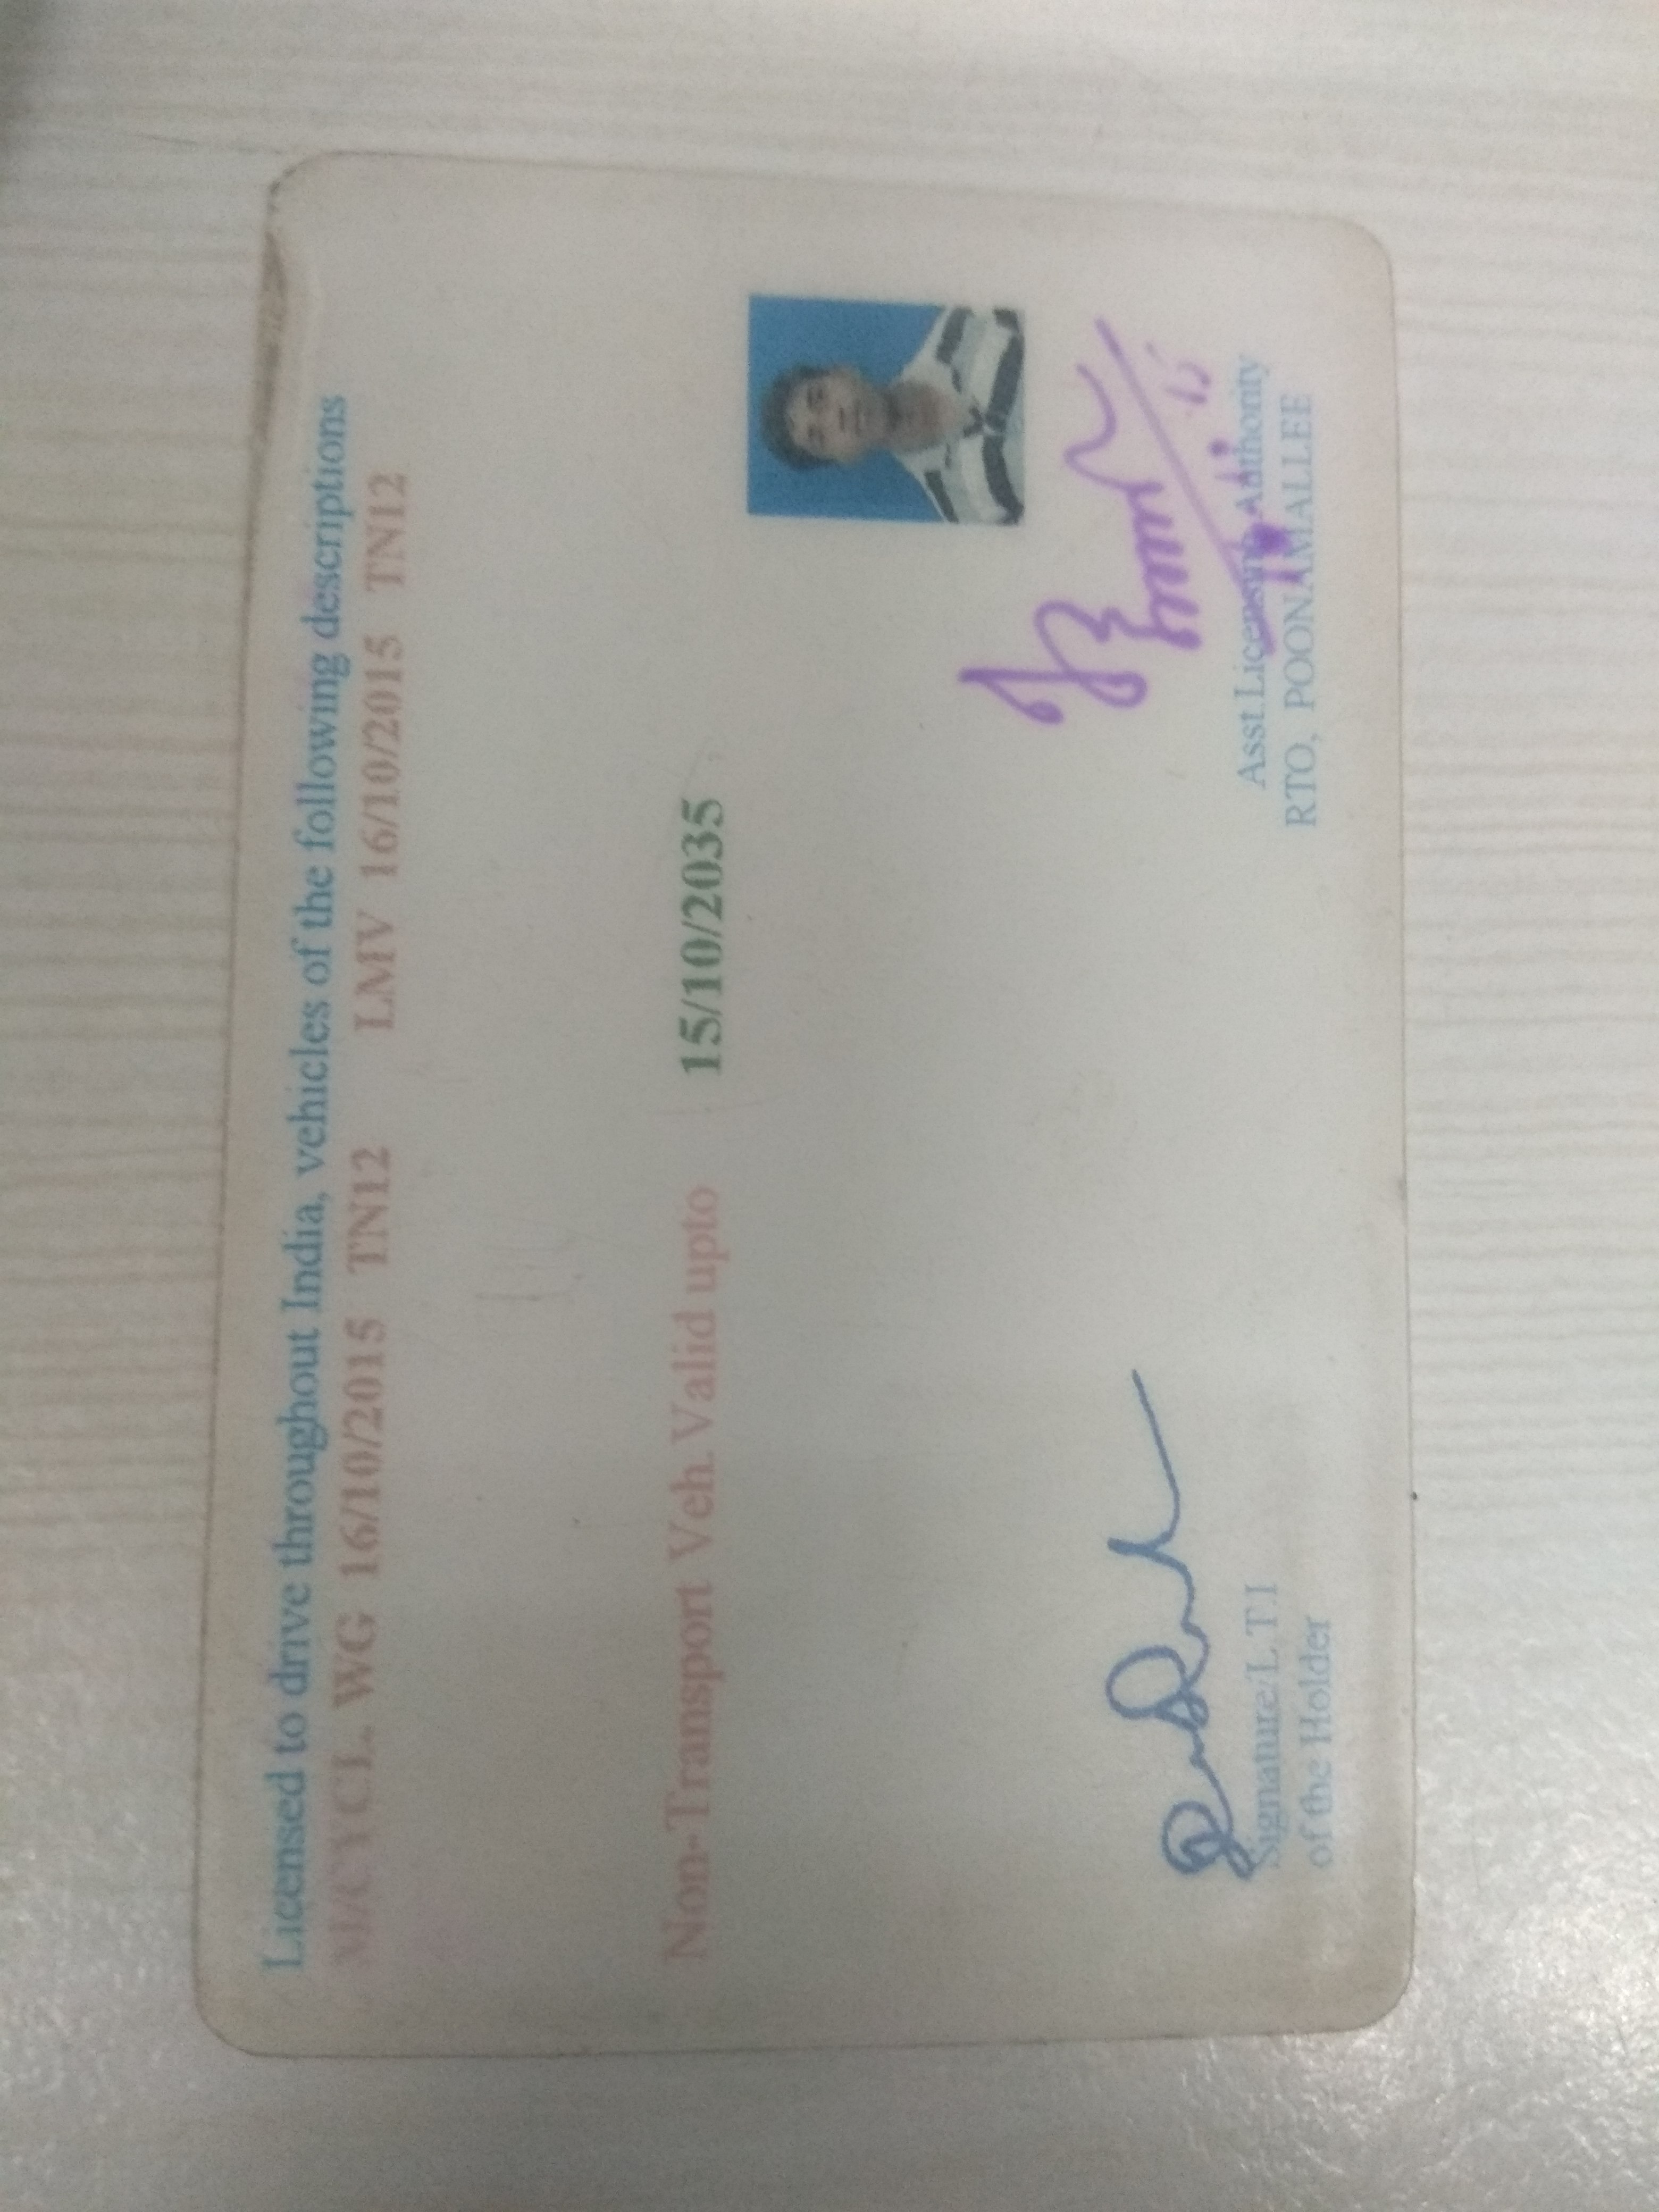 Licensed to drive throughout India, vehicles of the following descriptions
M/CYCL. WG 16/10/2015 TN12 LMV 16/10/2015 TN12
Non-Transport Veh. Valid upto 15/10/2035
Signature/L.T.I
of the Holder
Asst.Licensing Authority
RTO, POONAMALLEE